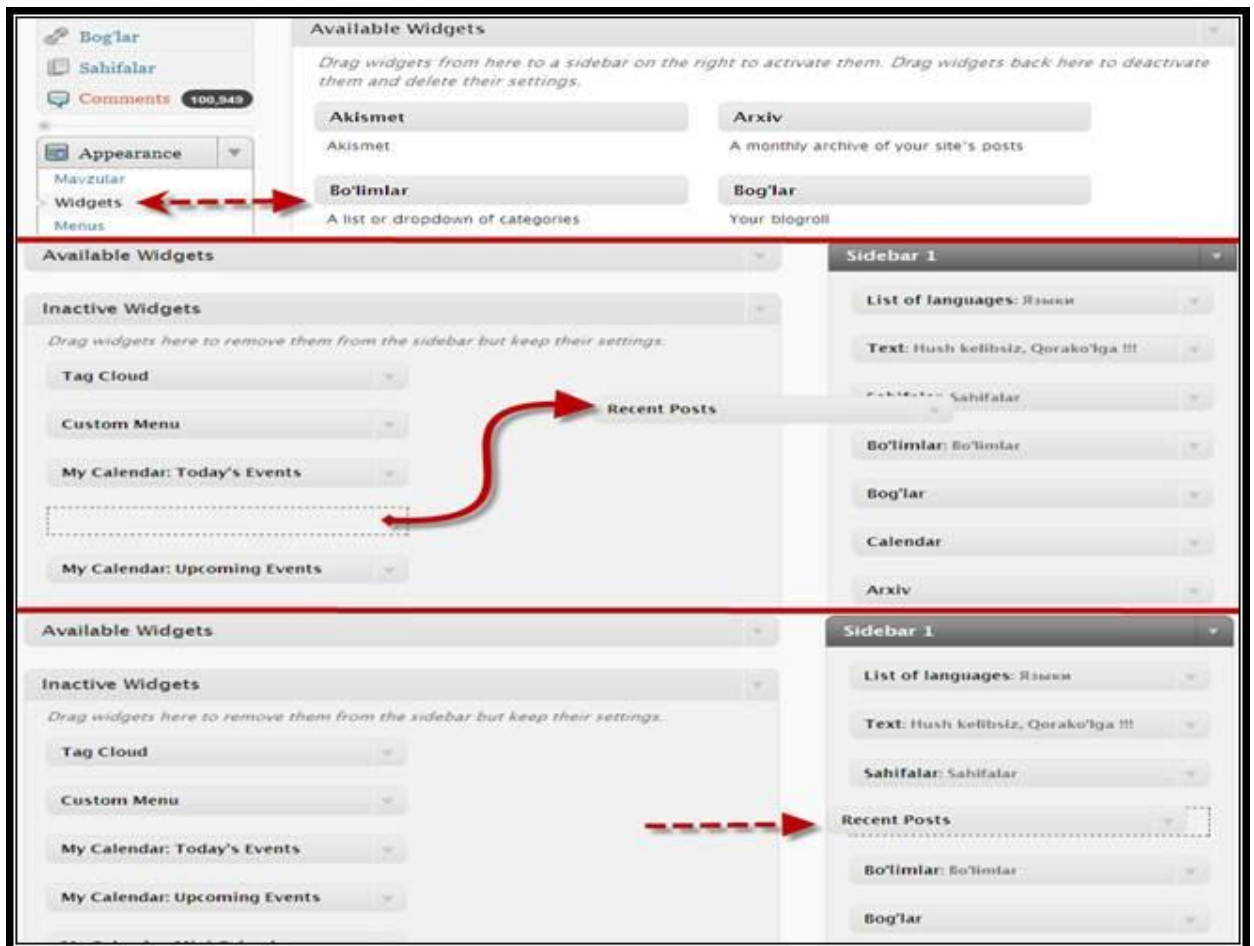 Bog'lar
Sahifalar
Comments 100,949
Appearance
Mavzular
Widgets
Menus
Available Widgets
Drag widgets from here to a sidebar on the right to activate them. Drag widgets back here to deactivate
them and delete their settings.
Akismet
Akismet
Arxiv
A monthly archive of your site's posts
Bo'limlar
A list or dropdown of categories
Bog'lar
Your blogroll
Available Widgets
Inactive Widgets
Drag widgets here to remove them from the sidebar but keep their settings.
Tag Cloud
Custom Menu
My Calendar: Today's Events
My Calendar: Upcoming Events
Recent Posts
Sidebar 1
List of languages: Языки
Text: Hush kelibsiz, Qorako'lga !!!
Sahifalar
Bo'limlar: Bo'limlar
Bog'lar
Calendar
Arxiv
Available Widgets
Inactive Widgets
Drag widgets here to remove them from the sidebar but keep their settings.
Tag Cloud
Custom Menu
My Calendar: Today's Events
My Calendar: Upcoming Events
Sidebar 1
List of languages: Языки
Text: Hush kelibsiz, Qorako'lga !!!
Sahifalar: Sahifalar
Recent Posts
Bo'limlar: Bo'limlar
Bog'lar